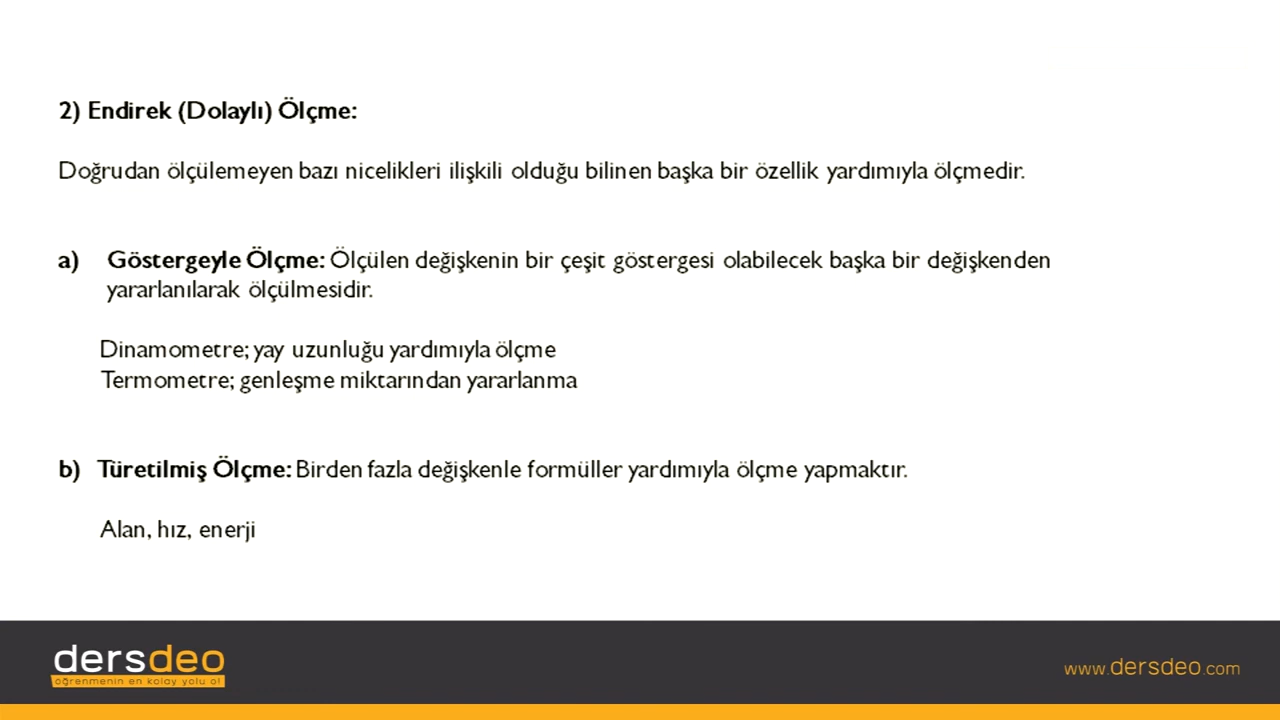 2) Endirek (Dolaylı) Ölçme:
Doğrudan ölçülemeyen bazı nicelikleri ilişkili olduğu bilinen başka bir özellik yardımıyla ölçmedir.
a) Göstergeyle Ölçme: Ölçülen değişkenin bir çeşit göstergesi olabilecek başka bir değişkenden
yararlanılarak ölçülmesidir.
Dinamometre; yay uzunluğu yardımıyla ölçme
Termometre; genleşme miktarından yararlanma
b) Türetilmiş Ölçme: Birden fazla değişkenle formüller yardımıyla ölçme yapmaktır.
Alan, hız, enerji
dersdeo
öğrenmenin en kolay yolu o!
www.dersdeo.com